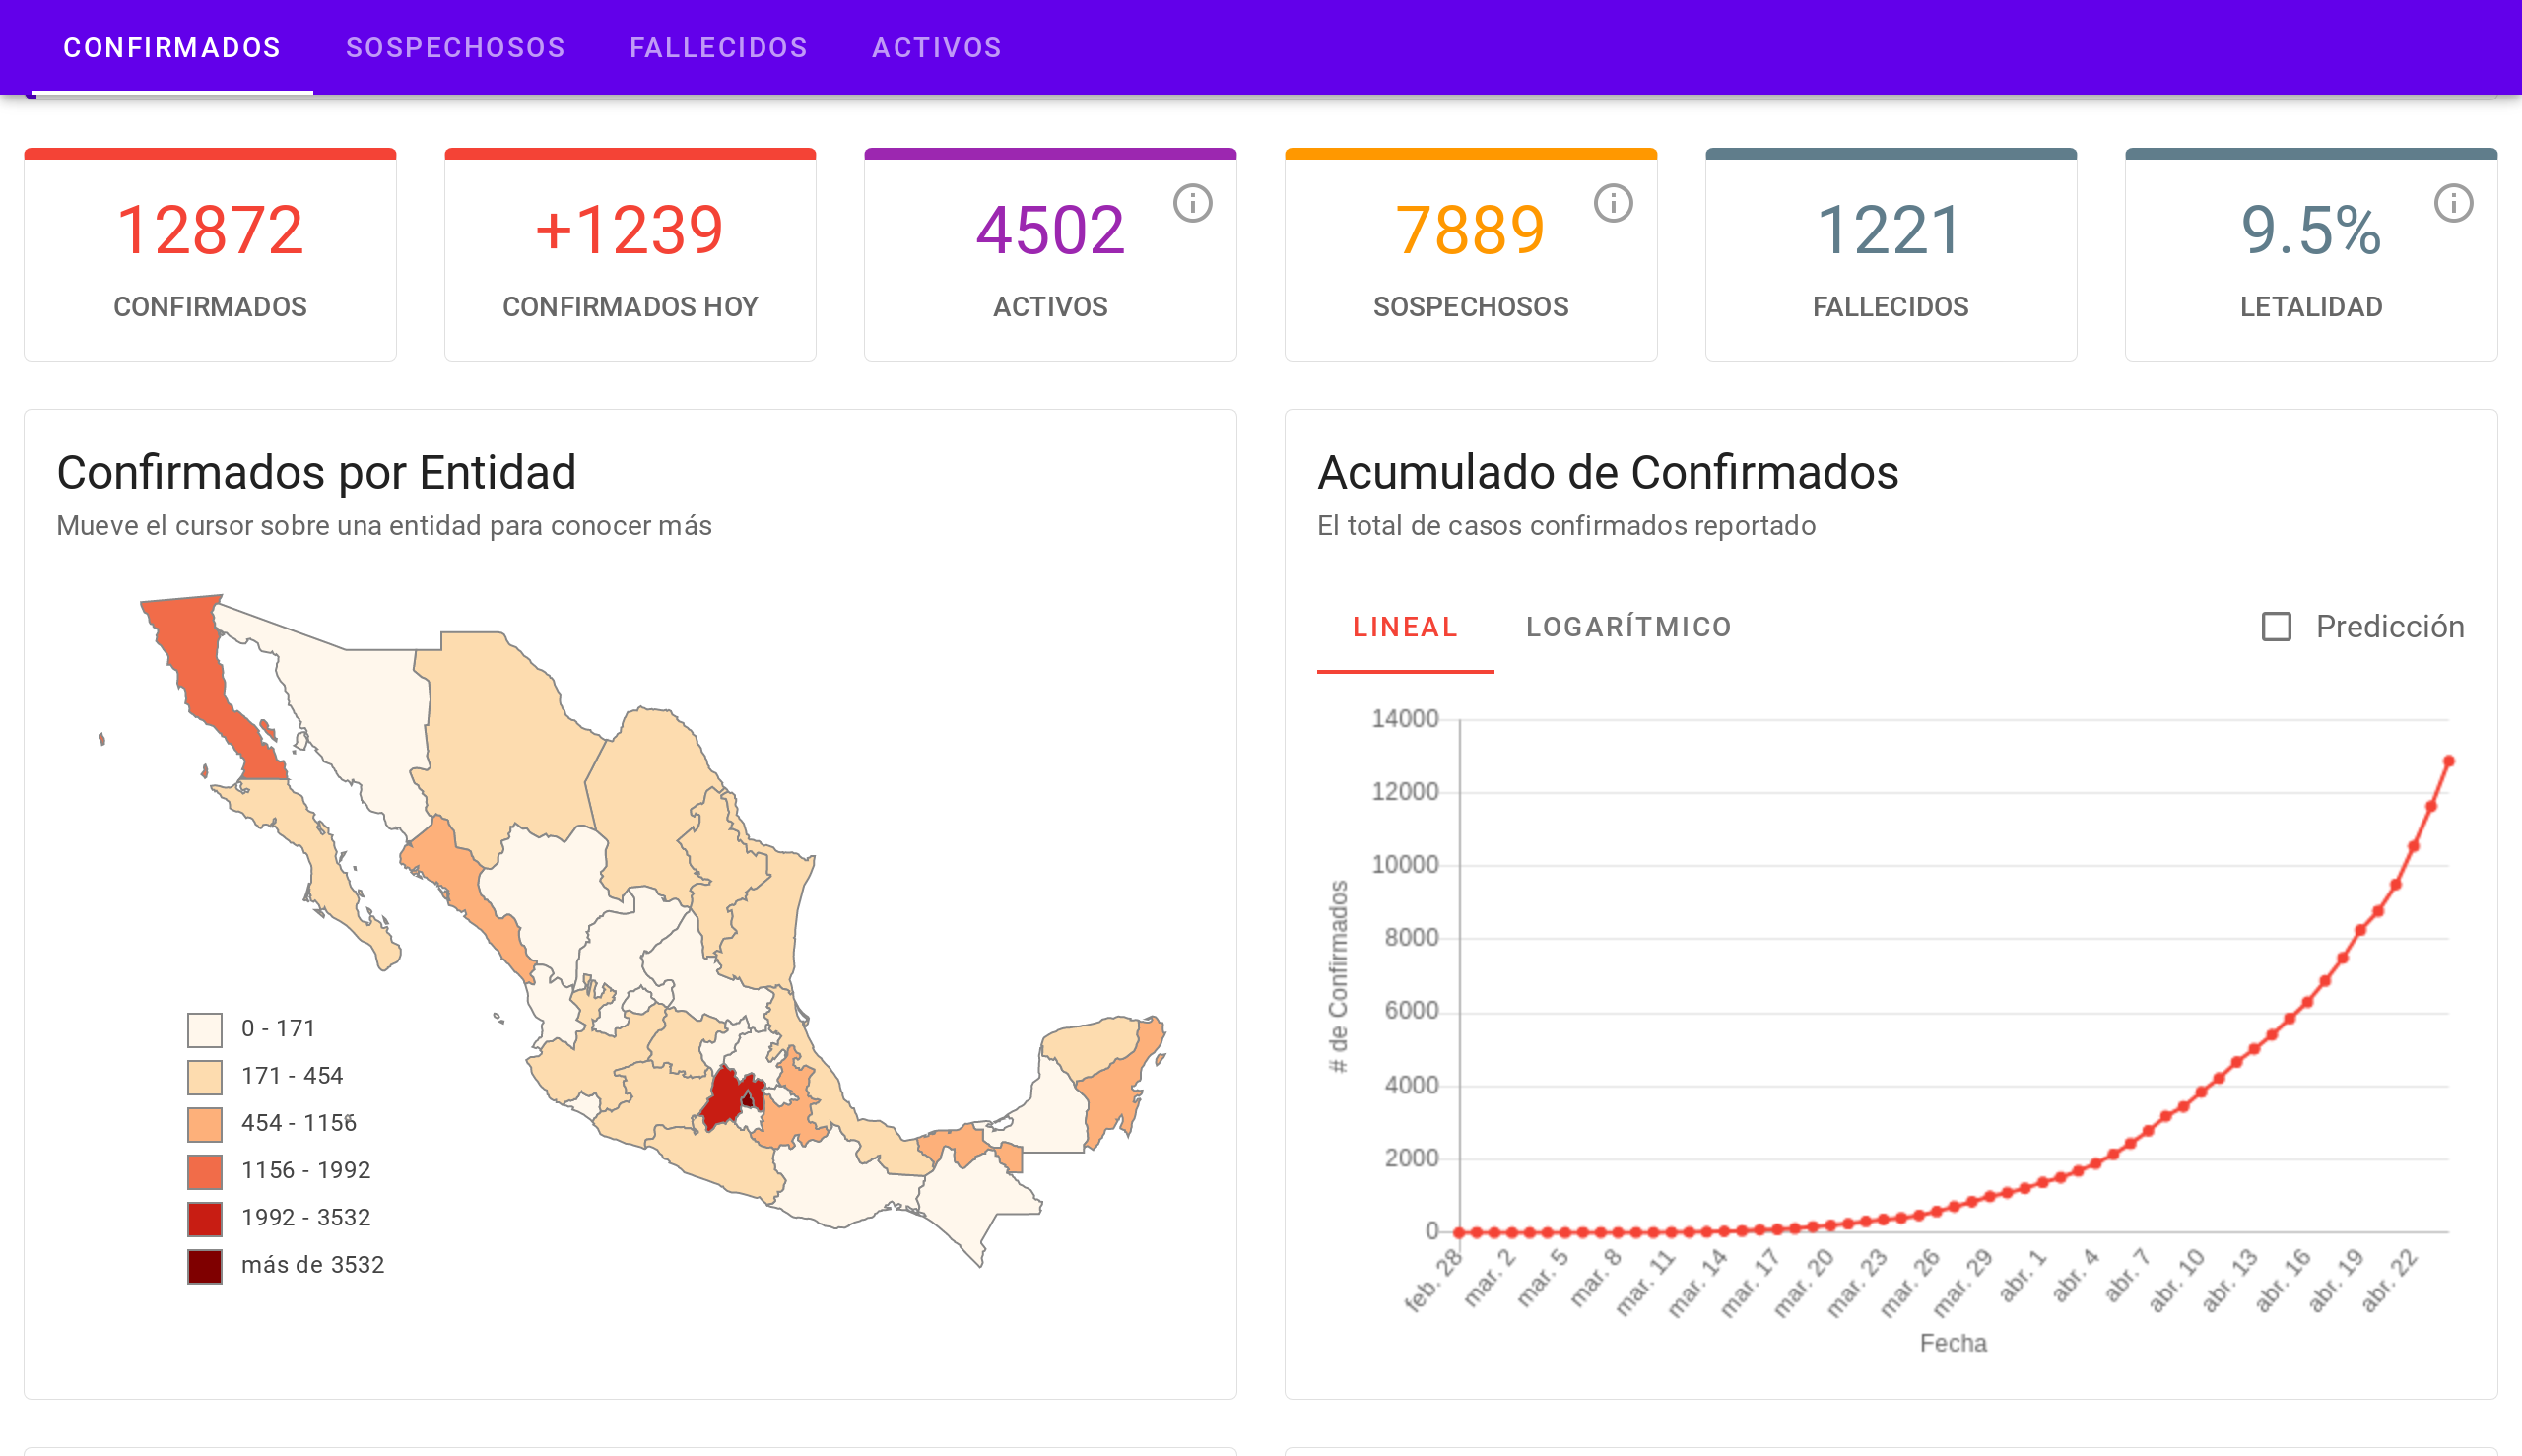 CONFIRMADOS SOSPECHOSOS FALLECIDOS ACTIVOS
12872
CONFIRMADOS
+1239
CONFIRMADOS HOY
4502
ACTIVOS
7889
SOSPECHOSOS
1221
FALLECIDOS
9.5%
LETALIDAD
Confirmados por Entidad
Mueve el cursor sobre una entidad para conocer más
0 - 171
171 - 454
454 - 1156
1156 - 1992
1992 - 3532
más de 3532
Acumulado de Confirmados
El total de casos confirmados reportado
LINEAL LOGARÍTMICO Predicción
14000
12000
10000
8000
6000
4000
2000
0
# de Confirmados
feb. 28 mar. 2 mar. 5 mar. 8 mar. 11 mar. 14 mar. 17 mar. 20 mar. 23 mar. 26 mar. 29 abr. 1 abr. 4 abr. 7 abr. 10 abr. 13 abr. 16 abr. 19 abr. 22
Fecha